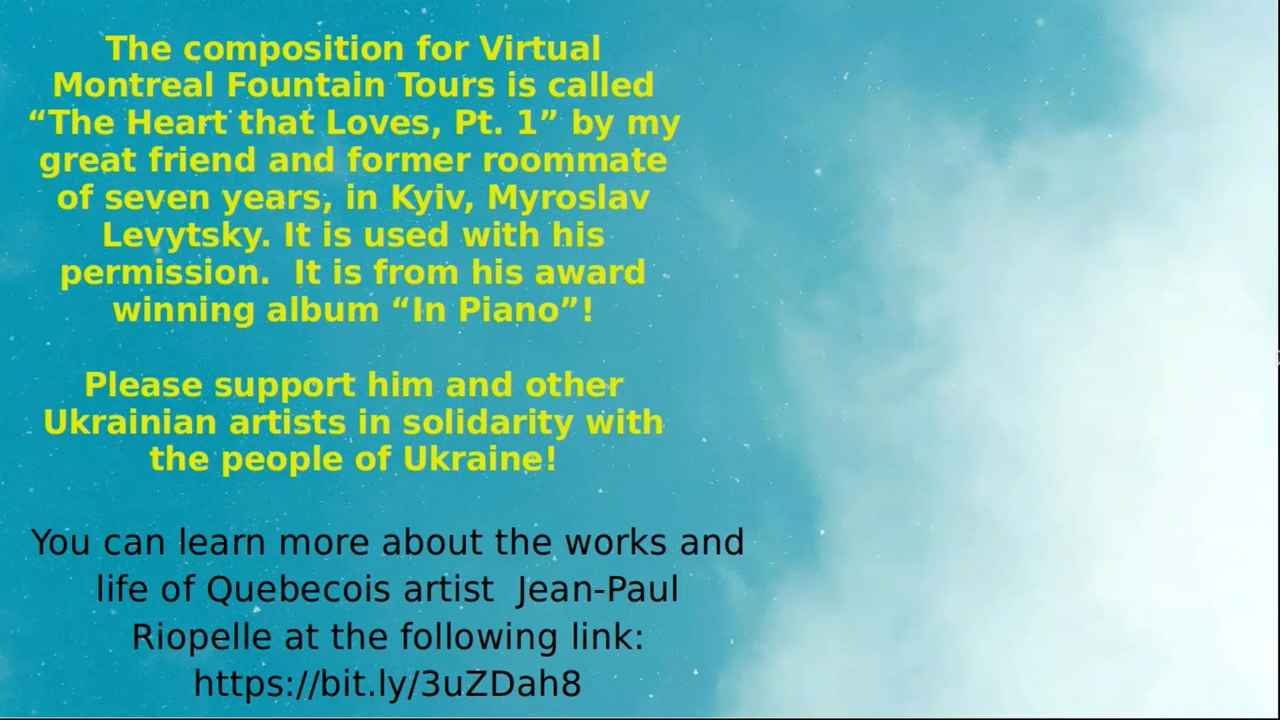 The composition for Virtual
Montreal Fountain Tours is called
“The Heart that Loves, Pt. 1” by my
great friend and former roommate
of seven years, in Kyiv, Myroslav
Levytsky. It is used with his
permission.  It is from his award
winning album “In Piano”!
Please support him and other
Ukrainian artists in solidarity with
the people of Ukraine!
You can learn more about the works and
life of Quebecois artist  Jean-Paul
Riopelle at the following link:
https://bit.ly/3uZDah8